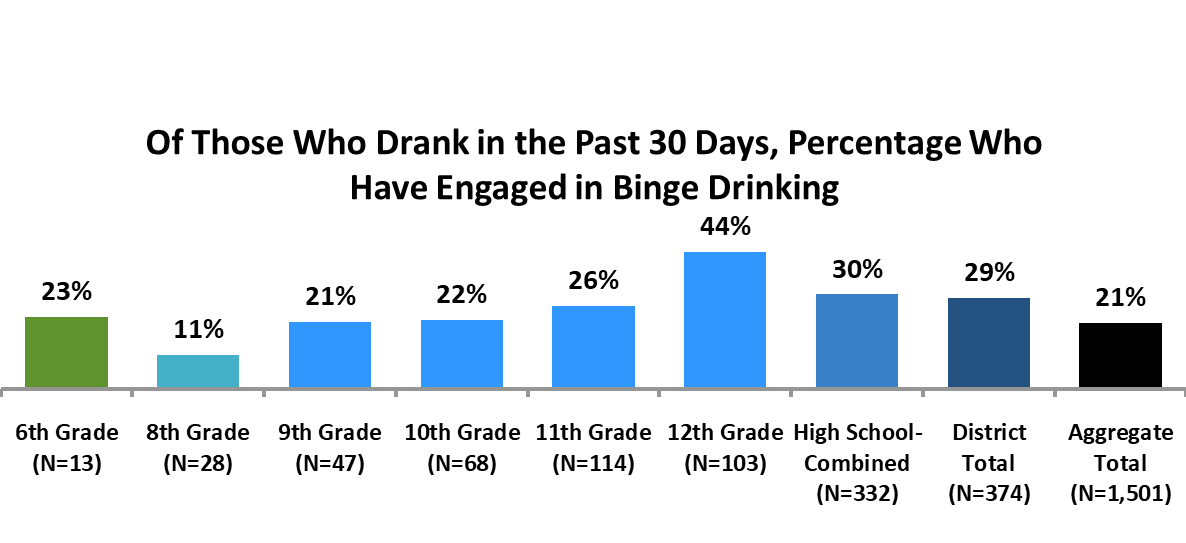 Of Those Who Drank in the Past 30 Days, Percentage Who
Have Engaged in Binge Drinking
23%
11%
21%
22%
26%
44%
30%
29%
21%
6th Grade
(N=13)
8th Grade
(N=28)
9th Grade
(N=47)
10th Grade
(N=68)
11th Grade
(N=114)
12th Grade
(N=103)
High School-
Combined
(N=332)
District
Total
(N=374)
Aggregate
Total
(N=1,501)